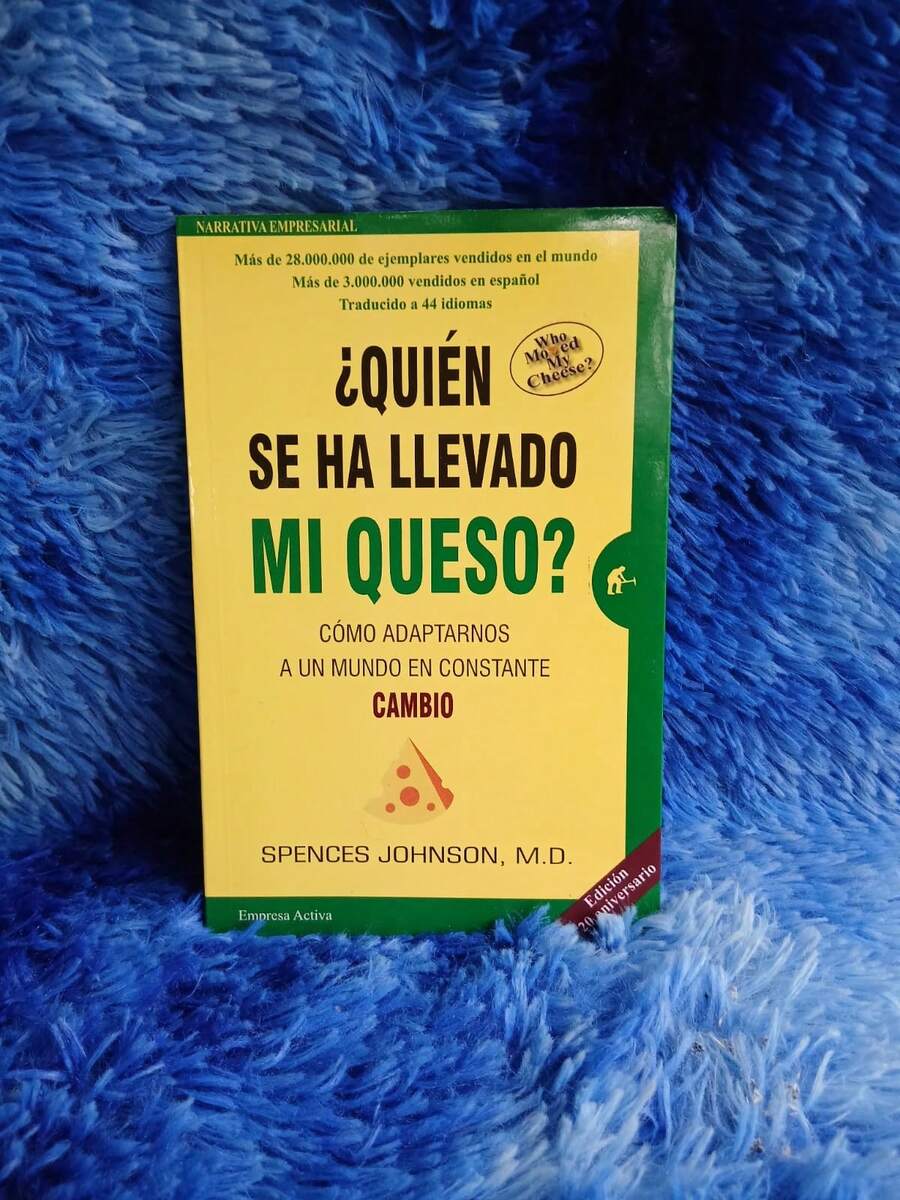 NARRATIVA EMPRESARIAL
Más de 28.000.000 de ejemplares vendidos en el mundo
Más de 3.000.000 vendidos en español
Traducido a 44 idiomas
Who
Moved
My
Cheese?
¿QUIÉN
SE HA LLEVADO
MI QUESO?
CÓMO ADAPTARNOS
A UN MUNDO EN CONSTANTE
CAMBIO
SPENCES JOHNSON, M.D.
Edición
20 aniversario
Empresa Activa